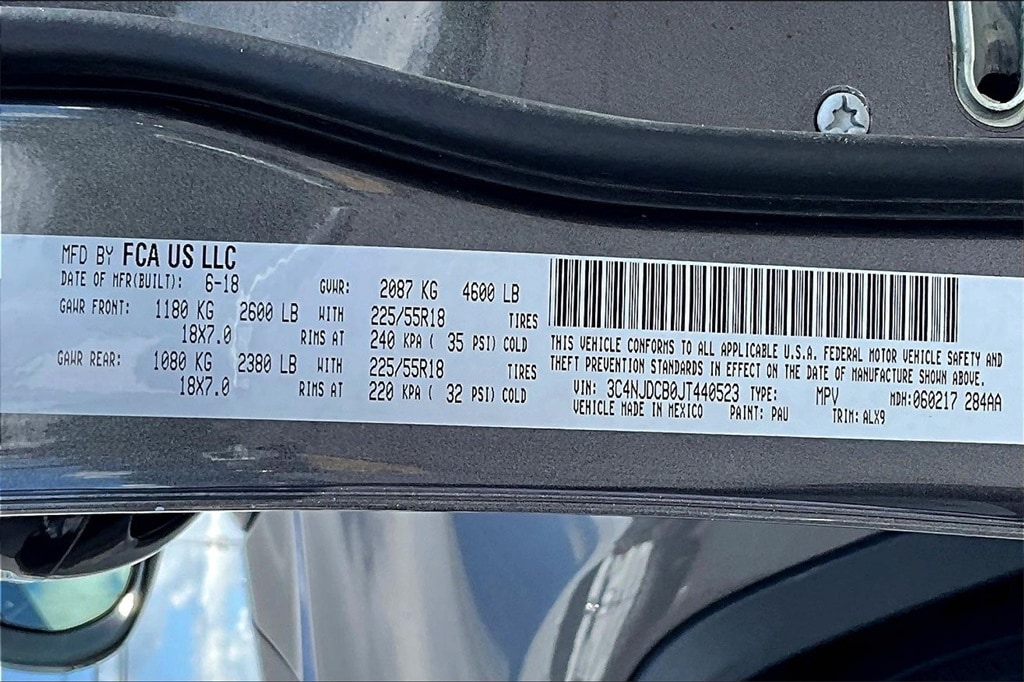 MFD BY FCA US LLC
DATE OF MFR(BUILT): 6-18 GVWR: 2087 KG 4600 LB
GAWR FRONT: 1180 KG 2600 LB WITH 225/55R18 TIRES
18X7.0 RIMS AT 240 KPA ( 35 PSI) COLD
GAWR REAR: 1080 KG 2380 LB WITH 225/55R18 TIRES
18X7.0 RIMS AT 220 KPA ( 32 PSI) COLD
THIS VEHICLE CONFORMS TO ALL APPLICABLE U.S.A. FEDERAL MOTOR VEHICLE SAFETY AND
THEFT PREVENTION STANDARDS IN EFFECT ON THE DATE OF MANUFACTURE SHOWN ABOVE.
VIN: 3C4NJDCB0JT440523 TYPE: MPV MDH: 060217 284AA
VEHICLE MADE IN MEXICO PAINT: PAU TRIM: ALX9